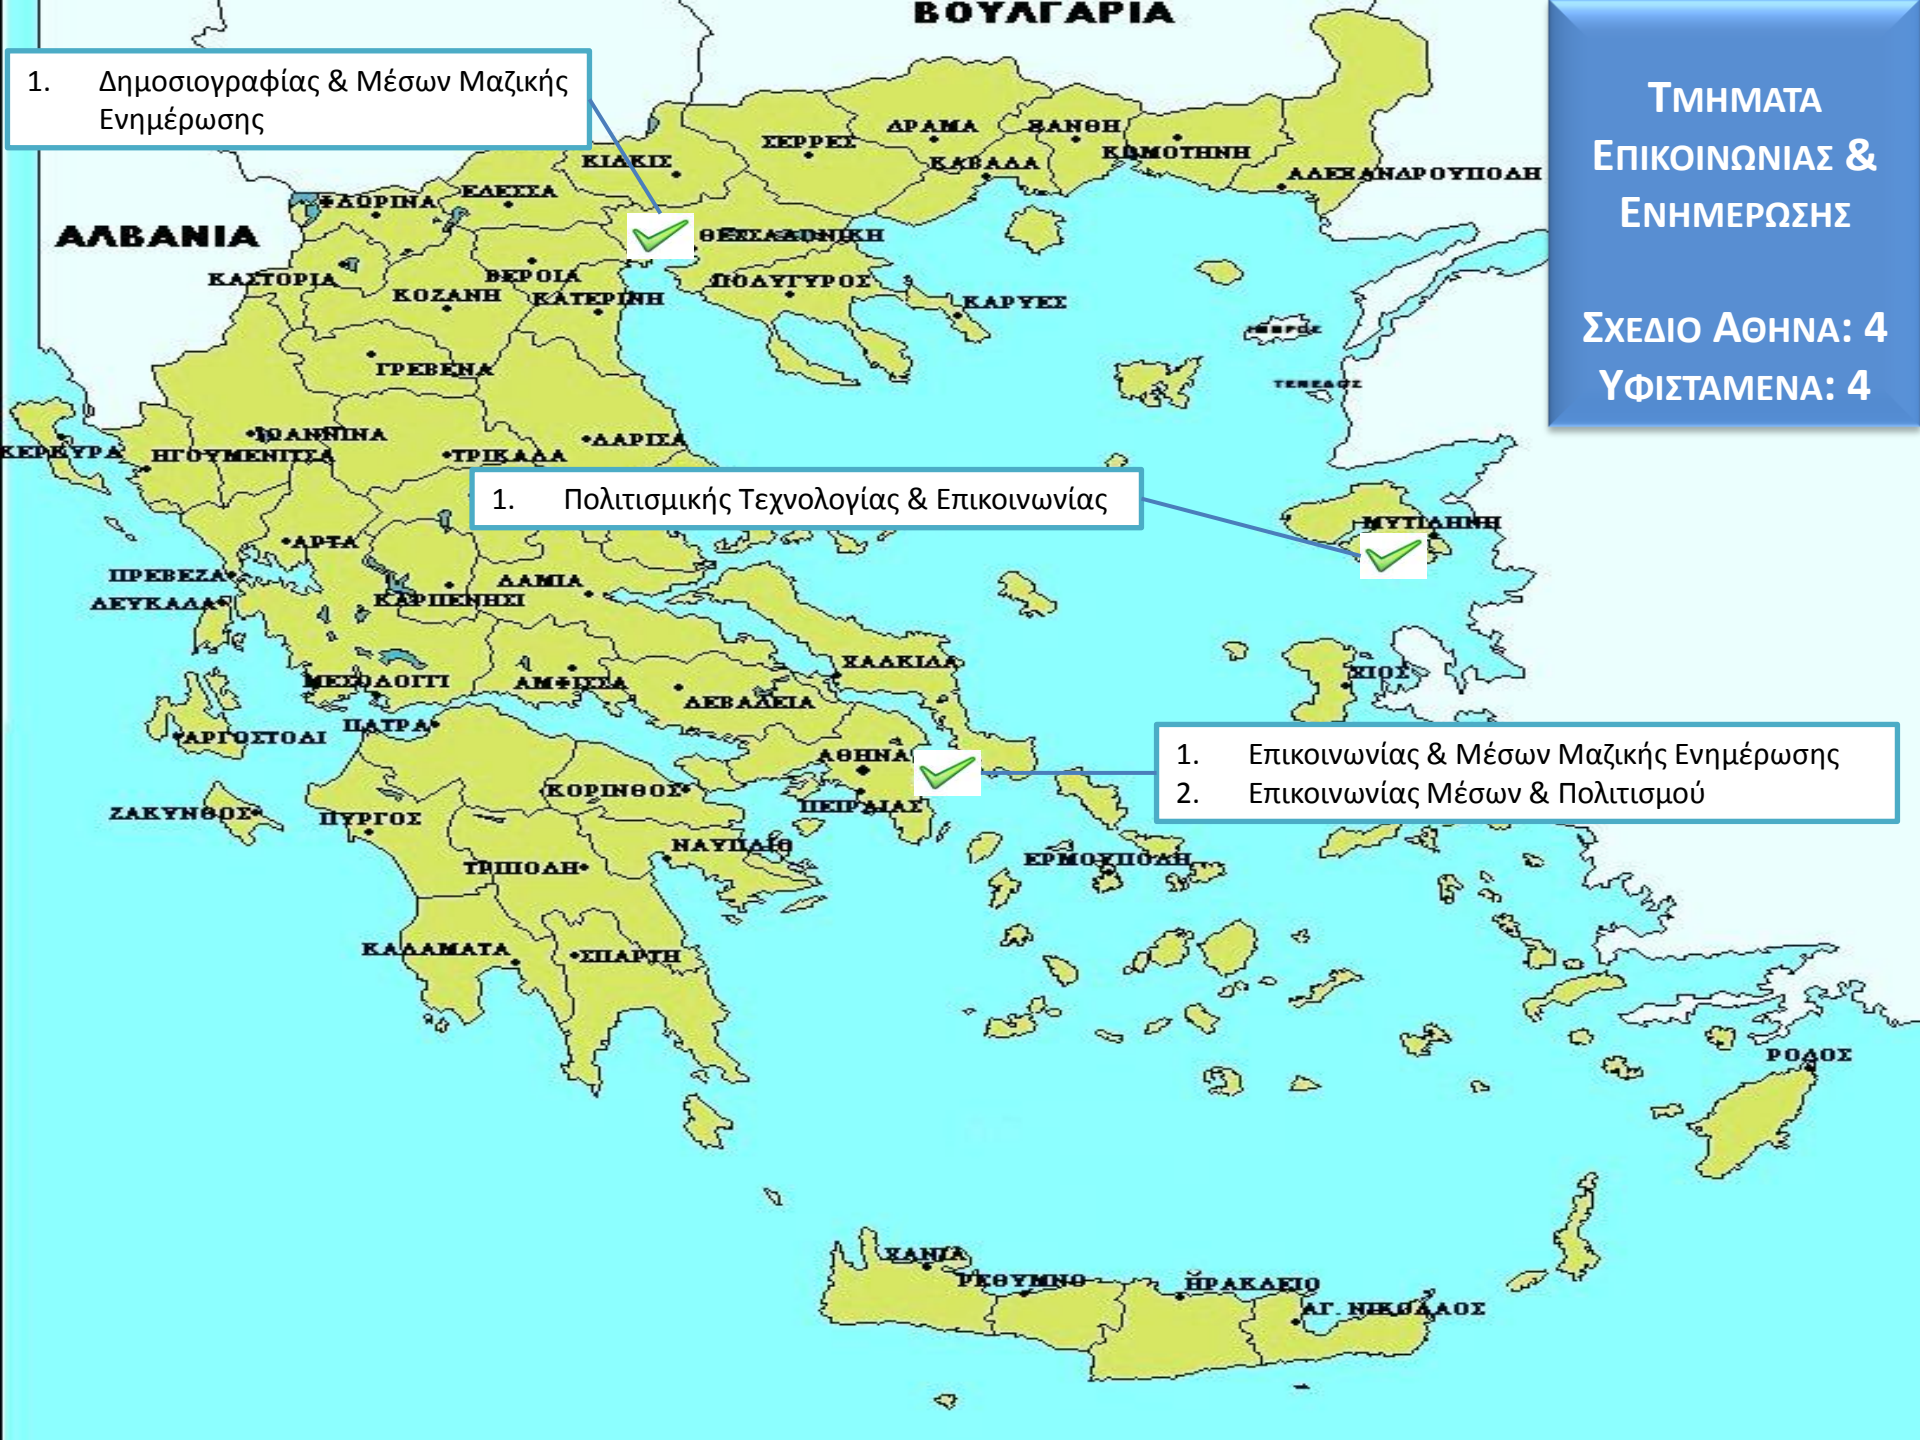 ΒΟΥΛΓΑΡΙΑ
ΤΜΗΜΑΤΑ
ΕΠΙΚΟΙΝΩΝΙΑΣ &
ΕΝΗΜΕΡΩΣΗΣ
ΣΧΕΔΙΟ ΑΘΗΝΑ: 4
ΥΦΙΣΤΑΜΕΝΑ: 4
1. Δημοσιογραφίας & Μέσων Μαζικής
Ενημέρωσης
ΔΡΑΜΑ
ΞΑΝΘΗ
ΣΕΡΡΕΣ
ΚΙΛΚΙΣ
ΚΑΒΑΛΑ
ΚΟΜΟΤΗΝΗ
ΑΛΕΞΑΝΔΡΟΥΠΟΛΗ
ΕΔΕΣΣΑ
ΦΛΩΡΙΝΑ
ΑΛΒΑΝΙΑ
ΘΕΣΣΑΛΟΝΙΚΗ
ΚΑΣΤΟΡΙΑ
ΒΕΡΟΙΑ
ΠΟΛΥΓΥΡΟΣ
ΚΟΖΑΝΗ
ΚΑΤΕΡΙΝΗ
ΚΑΡΥΕΣ
ΙΜΒΡΟΣ
ΓΡΕΒΕΝΑ
ΤΕΝΕΔΟΣ
ΙΩΑΝΝΙΝΑ
ΛΑΡΙΣΑ
ΚΕΡΚΥΡΑ
ΗΓΟΥΜΕΝΙΤΣΑ
ΤΡΙΚΑΛΑ
1. Πολιτισμικής Τεχνολογίας & Επικοινωνίας
ΜΥΤΙΛΗΝΗ
ΑΡΤΑ
ΠΡΕΒΕΖΑ
ΛΑΜΙΑ
ΛΕΥΚΑΔΑ
ΚΑΡΠΕΝΗΣΙ
ΧΑΛΚΙΔΑ
ΧΙΟΣ
ΜΕΣΟΛΟΓΓΙ
ΑΜΦΙΣΣΑ
ΛΕΒΑΔΕΙΑ
ΠΑΤΡΑ
ΑΡΓΟΣΤΟΛΙ
ΑΘΗΝΑ
1. Επικοινωνίας & Μέσων Μαζικής Ενημέρωσης
2. Επικοινωνίας Μέσων & Πολιτισμού
ΚΟΡΙΝΘΟΣ
ΠΕΙΡΑΙΑΣ
ΖΑΚΥΝΘΟΣ
ΠΥΡΓΟΣ
ΝΑΥΠΛΙΟ
ΕΡΜΟΥΠΟΛΗ
ΤΡΙΠΟΛΗ
ΚΑΛΑΜΑΤΑ
ΣΠΑΡΤΗ
ΡΟΔΟΣ
ΧΑΝΙΑ
ΡΕΘΥΜΝΟ
ΗΡΑΚΛΕΙΟ
ΑΓ. ΝΙΚΟΛΑΟΣ